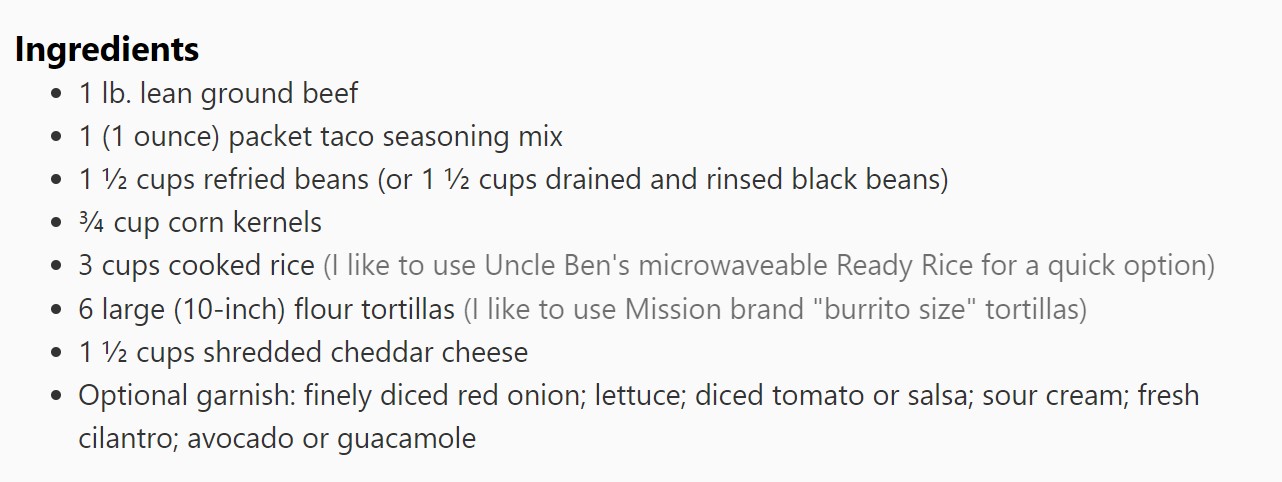 Ingredients
• 1 lb. lean ground beef
• 1 (1 ounce) packet taco seasoning mix
• 1 ½ cups refried beans (or 1 ½ cups drained and rinsed black beans)
• ¾ cup corn kernels
• 3 cups cooked rice (I like to use Uncle Ben's microwaveable Ready Rice for a quick option)
• 6 large (10-inch) flour tortillas (I like to use Mission brand "burrito size" tortillas)
• 1 ½ cups shredded cheddar cheese
• Optional garnish: finely diced red onion; lettuce; diced tomato or salsa; sour cream; fresh
cilantro; avocado or guacamole